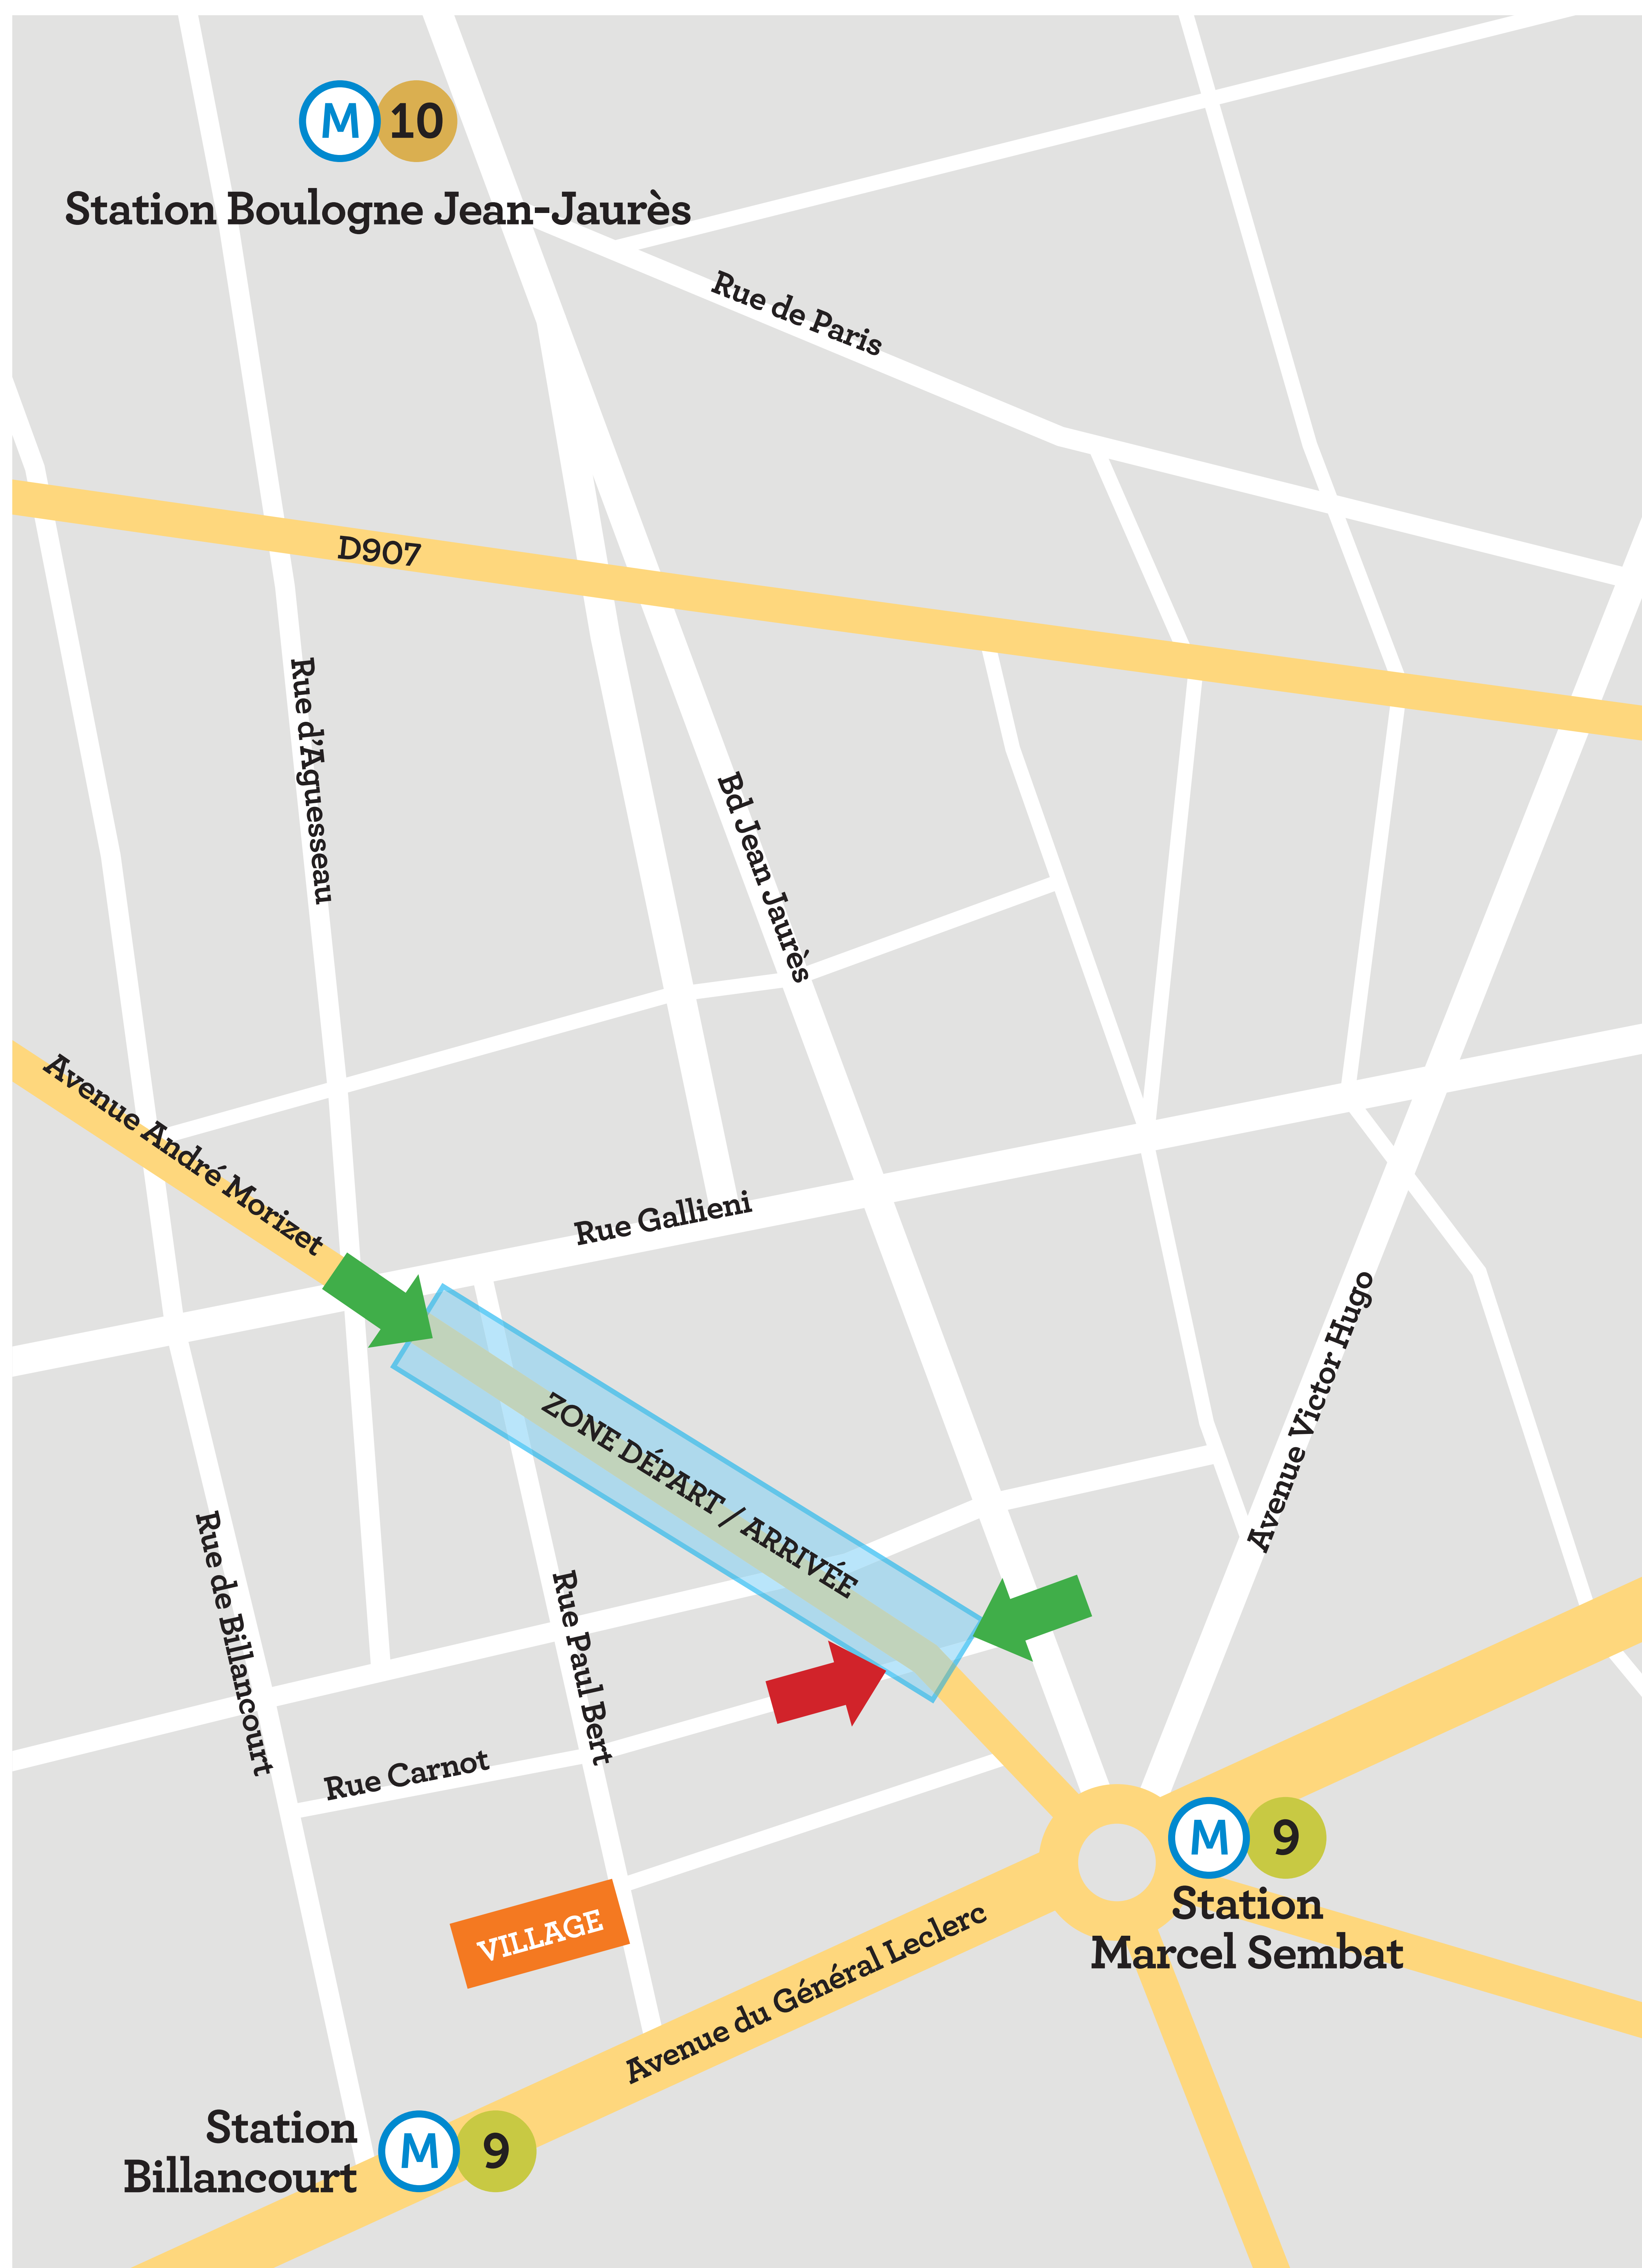 M 10
Station Boulogne Jean-Jaurès
Rue de Paris
D907
Rue d'Aguesseau
Bd Jean Jaurès
Avenue André Morizet
Rue Gallieni
Avenue Victor Hugo
ZONE DÉPART / ARRIVÉE
Rue de Billancourt
Rue Paul Bert
Rue Carnot
M 9
Station
Marcel Sembat
VILLAGE
Avenue du Général Leclerc
Station
Billancourt
M 9